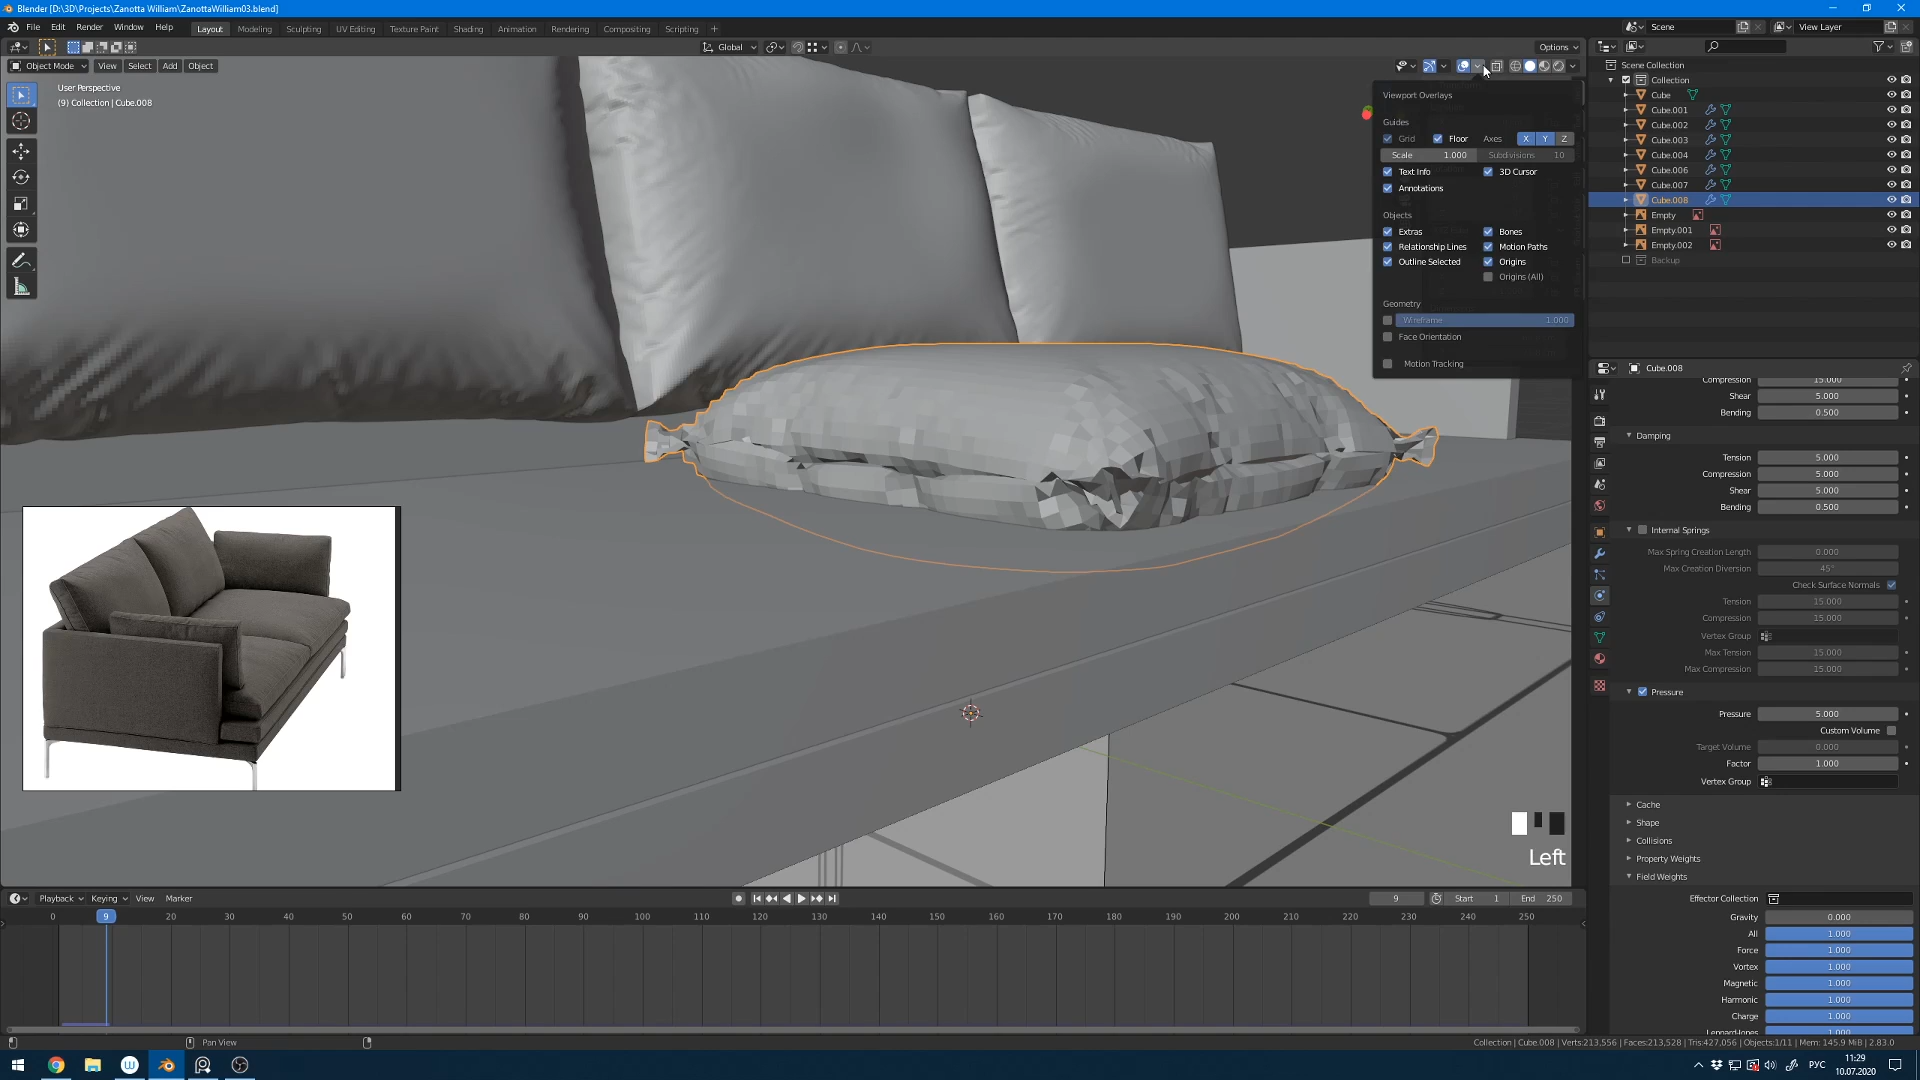 Blender [D:\3D\Projects\Zanotta William\ZanottaWilliam03.blend]
File Edit Render Window Help
Layout Modeling Sculpting UV Editing Texture Paint Shading Animation Rendering Compositing Scripting +
Scene View Layer
Global Options
Object Mode View Select Add Object
User Perspective
(9) Collection | Cube.008
Viewport Overlays
Guides
Grid Floor Axes X Y Z
Scale 1.000 Subdivisions 10
Text Info 3D Cursor
Annotations
Objects
Extras Bones
Relationship Lines Motion Paths
Outline Selected Origins
Origins (All)
Geometry
Wireframe 1.000
Face Orientation
Motion Tracking
Scene Collection
Collection
Cube
Cube.001
Cube.002
Cube.003
Cube.004
Cube.006
Cube.007
Cube.008
Empty
Empty.001
Empty.002
Backup
Cube.008
Compression 15.000
Shear 5.000
Bending 0.500
Damping
Tension 5.000
Compression 5.000
Shear 5.000
Bending 0.500
Internal Springs
Max Spring Creation Length 0.000
Max Creation Diversion 45°
Check Surface Normals
Tension 15.000
Compression 15.000
Vertex Group
Max Tension 15.000
Max Compression 15.000
Pressure
Pressure 5.000
Custom Volume
Target Volume 0.000
Factor 1.000
Vertex Group
Cache
Shape
Collisions
Property Weights
Field Weights
Effector Collection
Gravity 0.000
All 1.000
Force 1.000
Vortex 1.000
Magnetic 1.000
Harmonic 1.000
Charge 1.000
Lennard-Jones 1.000
Left
Playback Keying View Marker
9 Start 1 End 250
0 9 20 30 40 50 60 70 80 90 100 110 120 130 140 150 160 170 180 190 200 210 220 230 240 250
Pan View
Collection | Cube.008 | Verts:213,556 | Faces:213,528 | Tris:427,056 | Objects:1/11 | Mem: 145.9 MiB | 2.83.0
РУС
11:29
10.07.2020